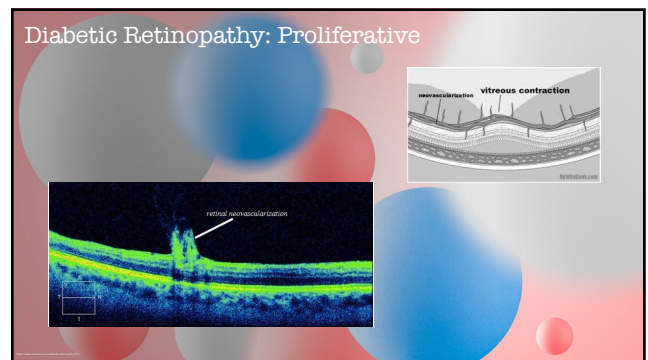 Diabetic Retinopathy: Proliferative
vitreous contraction
neovascularization
retinal neovascularization
T
I